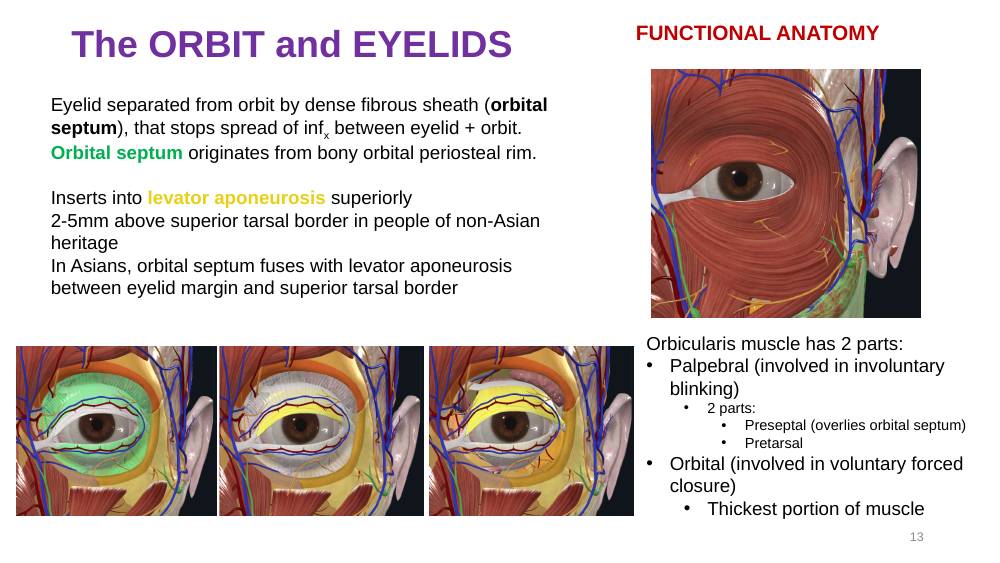 The ORBIT and EYELIDS
FUNCTIONAL ANATOMY
Eyelid separated from orbit by dense fibrous sheath (orbital
septum), that stops spread of infx between eyelid + orbit.
Orbital septum originates from bony orbital periosteal rim.
Inserts into levator aponeurosis superiorly
2-5mm above superior tarsal border in people of non-Asian
heritage
In Asians, orbital septum fuses with levator aponeurosis
between eyelid margin and superior tarsal border
Orbicularis muscle has 2 parts:
• Palpebral (involved in involuntary
blinking)
• 2 parts:
• Preseptal (overlies orbital septum)
• Pretarsal
• Orbital (involved in voluntary forced
closure)
• Thickest portion of muscle
13